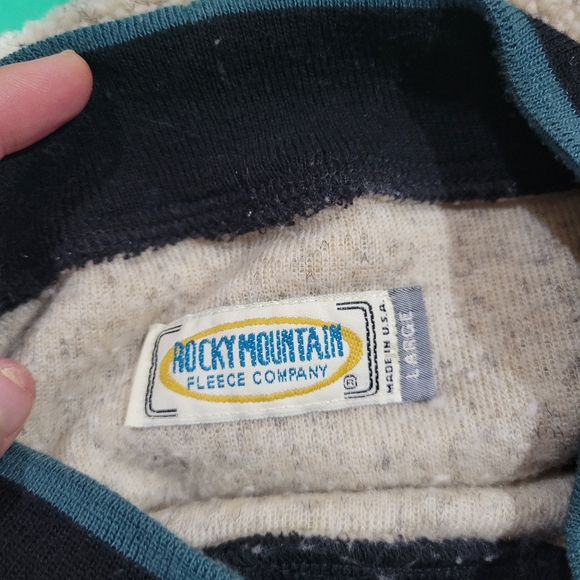 ROCKY MOUNTAIN
FLEECE COMPANY
®
MADE IN U.S.A.
LARGE